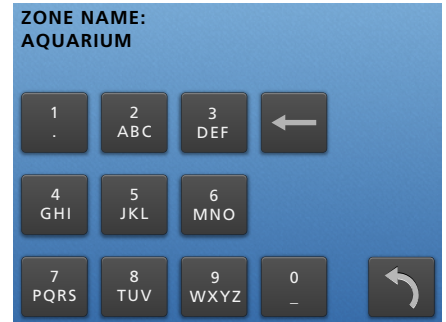 ZONE NAME:
AQUARIUM
1 2 3
. ABC DEF
4 5 6
GHI JKL MNO
7 8 9 0
PQRS TUV WXYZ _